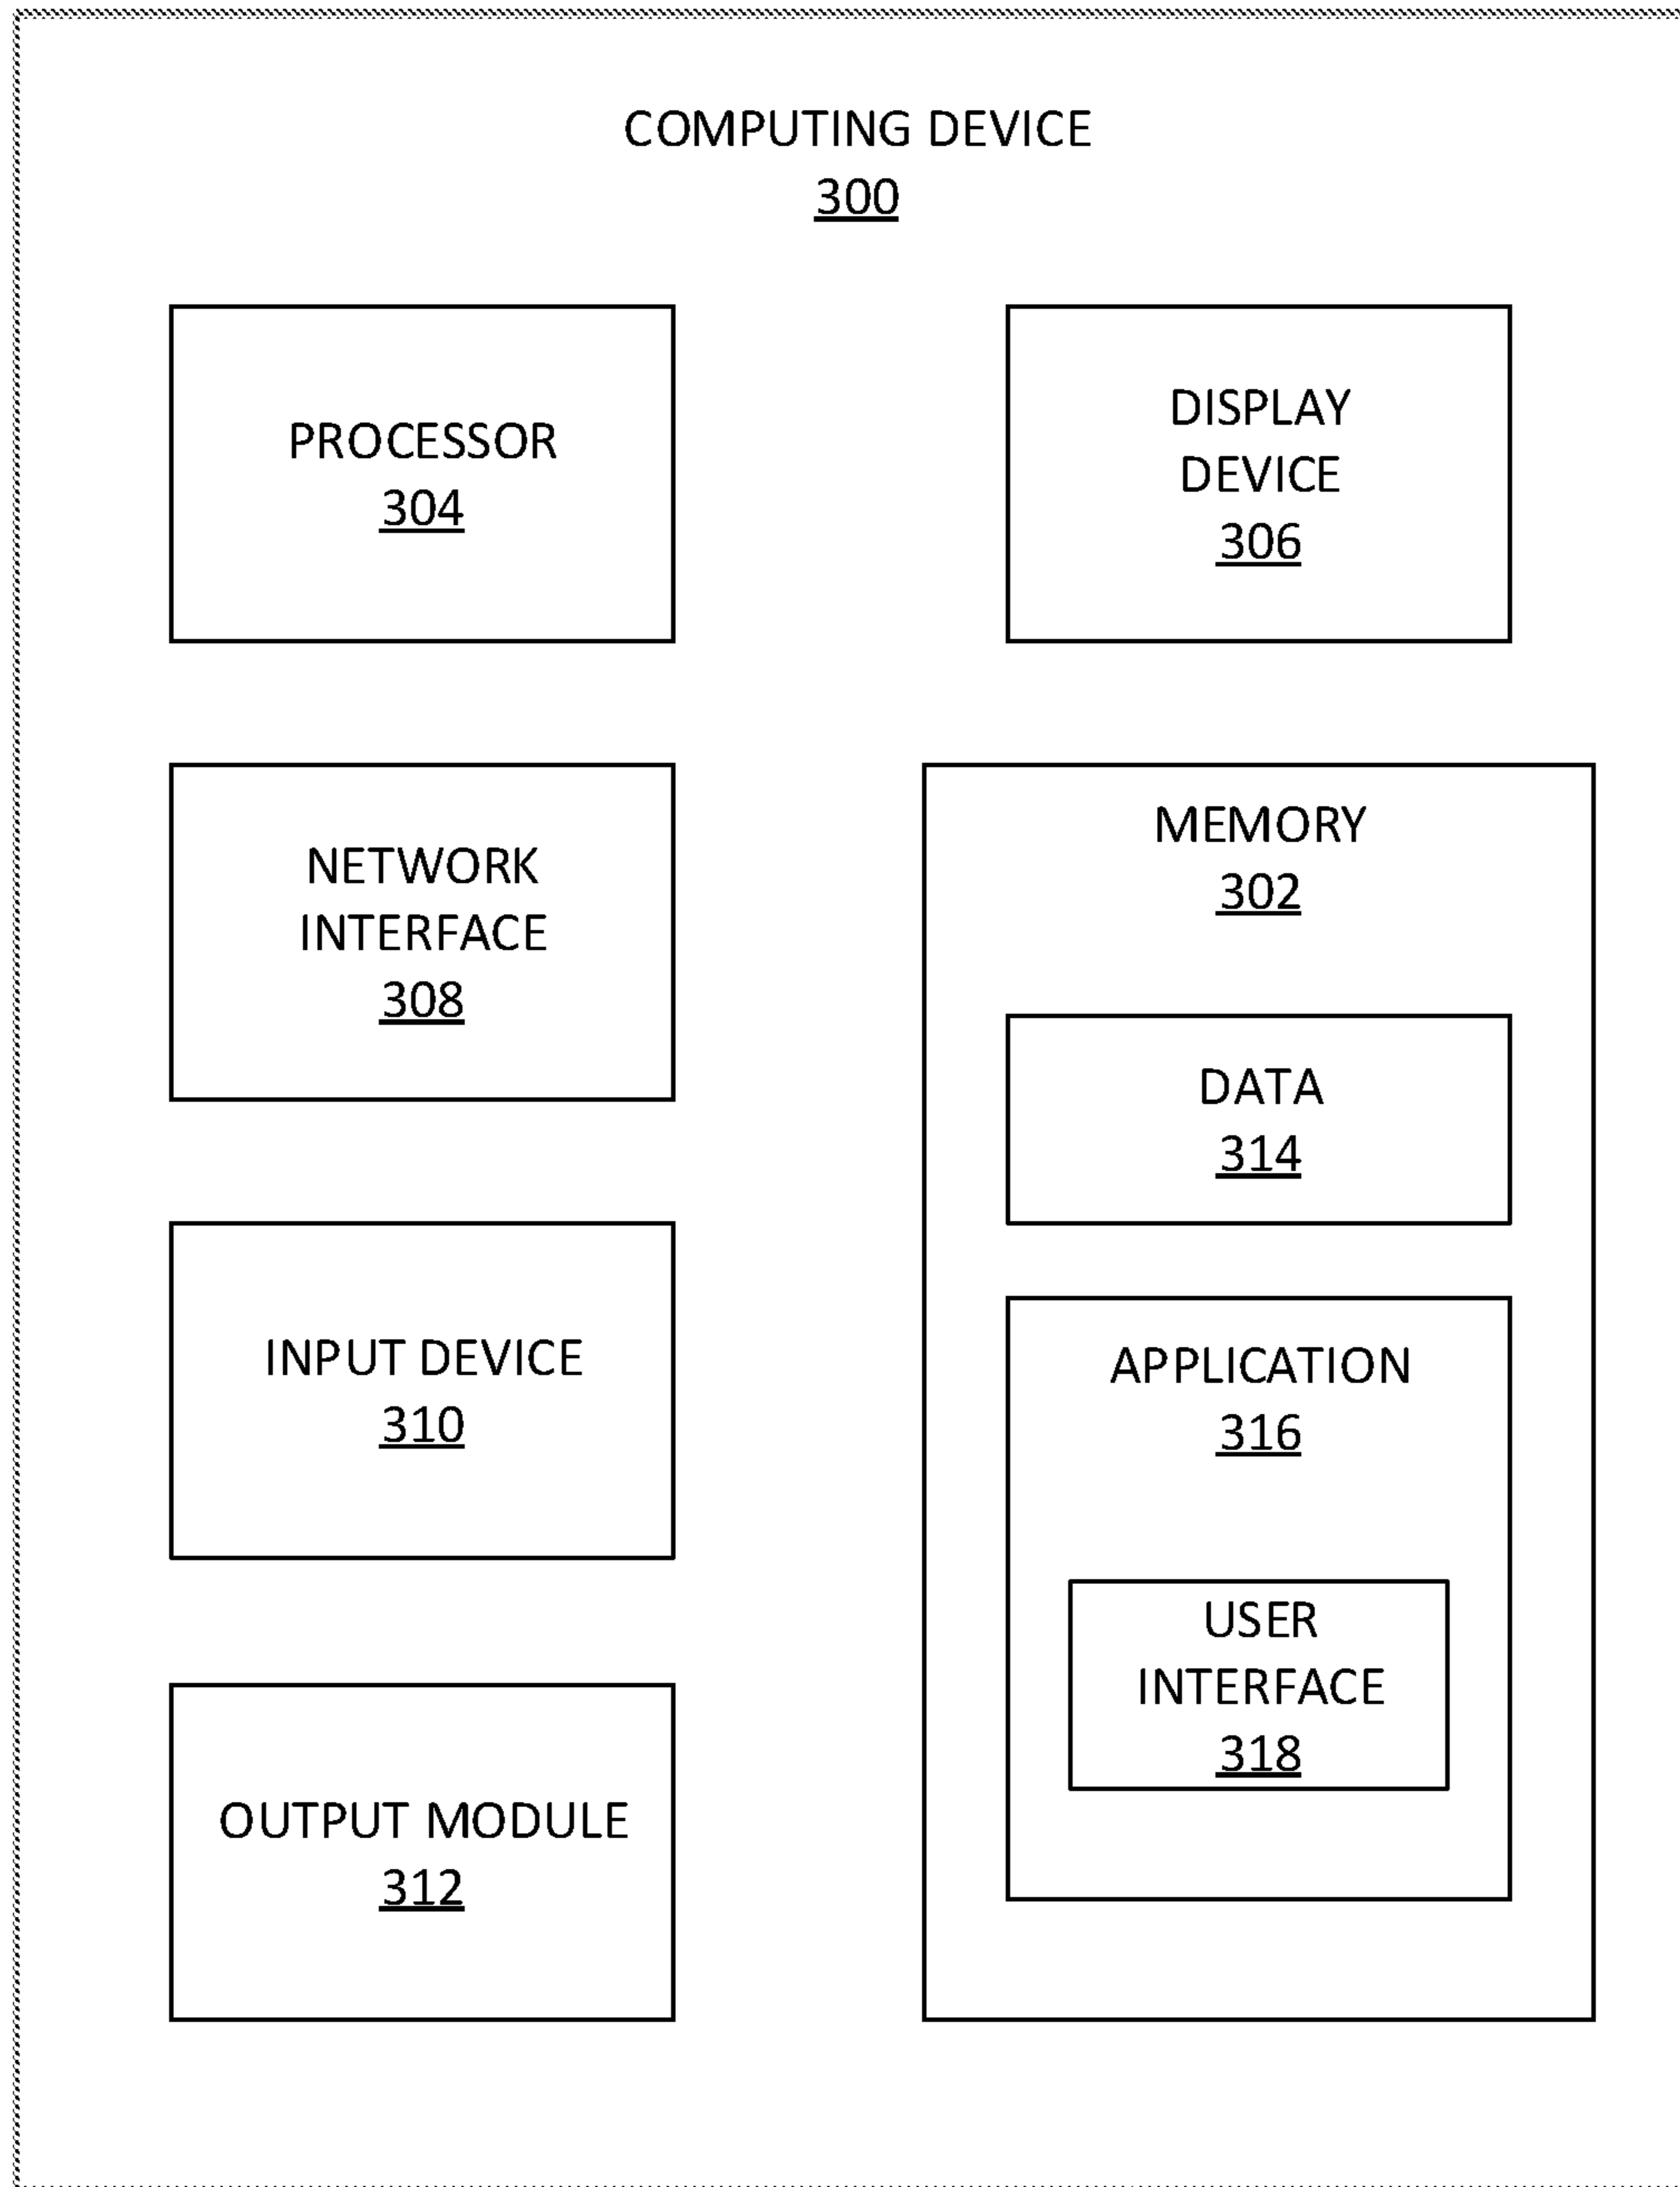 COMPUTING DEVICE
300
PROCESSOR
304
DISPLAY
DEVICE
306
NETWORK
INTERFACE
308
MEMORY
302
DATA
314
INPUT DEVICE
310
APPLICATION
316
USER
INTERFACE
318
OUTPUT MODULE
312